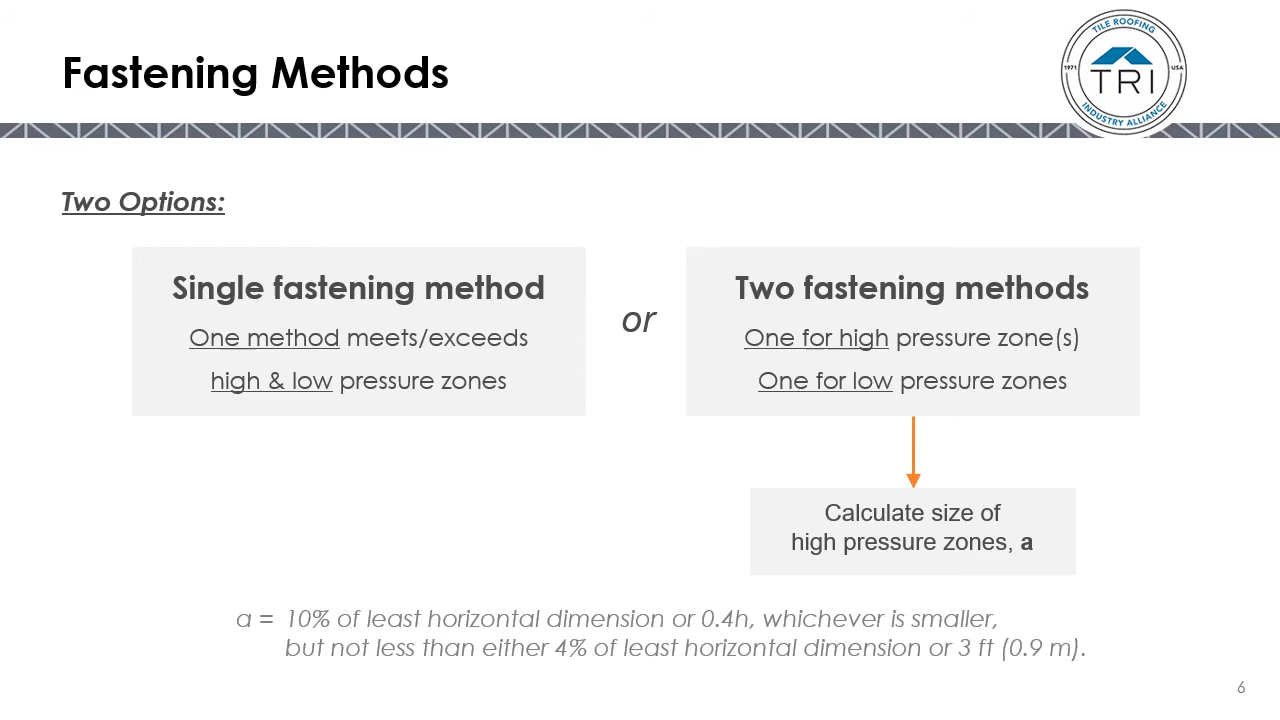 Fastening Methods
TILE ROOFING
1971
TRI
USA
INDUSTRY ALLIANCE
Two Options:
Single fastening method
One method meets/exceeds
high & low pressure zones
or
Two fastening methods
One for high pressure zone(s)
One for low pressure zones
Calculate size of
high pressure zones, a
a = 10% of least horizontal dimension or 0.4h, whichever is smaller,
but not less than either 4% of least horizontal dimension or 3 ft (0.9 m).
6